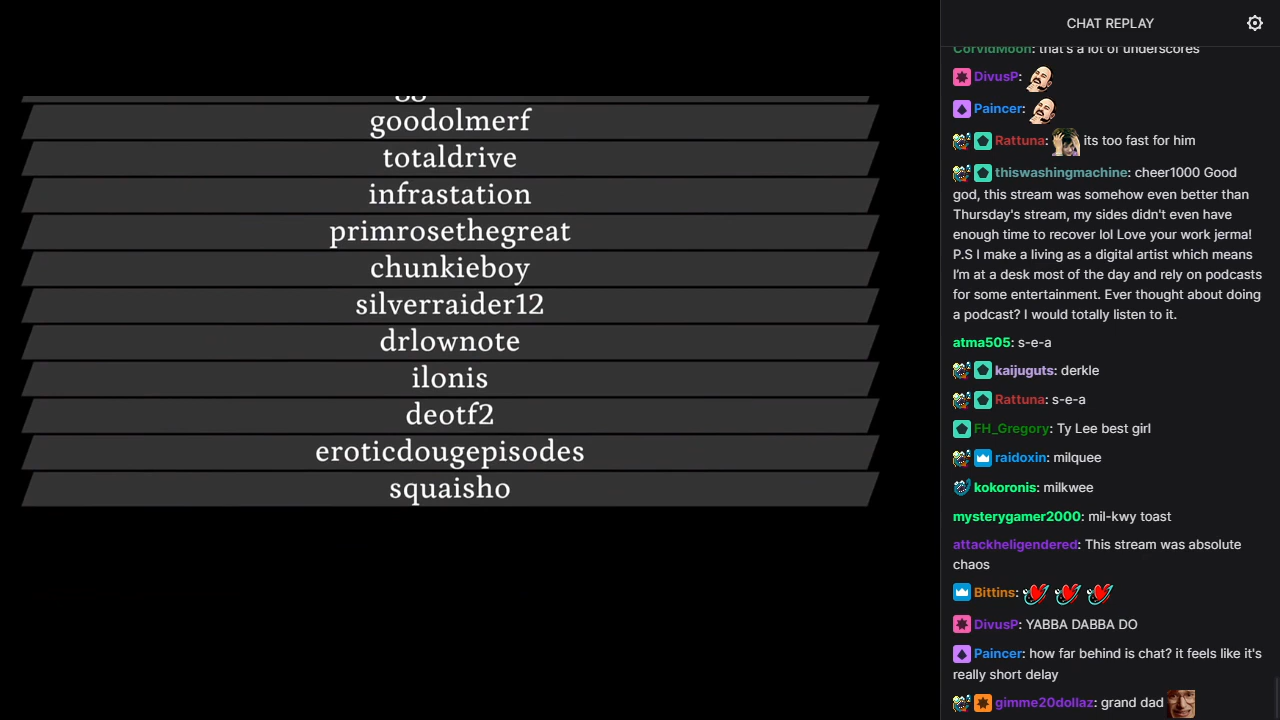 goodolmerf
totaldrive
infrastation
primrosethegreat
chunkieboy
silverraider12
drlownote
ilonis
deotf2
eroticdougepisodes
squaisho
CHAT REPLAY
CorvidMoon: that's a lot of underscores
DivusP:
Paincer:
Rattuna: its too fast for him
thiswashingmachine: cheer1000 Good
god, this stream was somehow even better than
Thursday's stream, my sides didn't even have
enough time to recover lol Love your work jerma!
P.S I make a living as a digital artist which means
I'm at a desk most of the day and rely on podcasts
for some entertainment. Ever thought about doing
a podcast? I would totally listen to it.
atma505: s-e-a
kaijuguts: derkle
Rattuna: s-e-a
FH_Gregory: Ty Lee best girl
raidoxin: milquee
kokoronis: milkwee
mysterygamer2000: mil-kwy toast
attackheligendered: This stream was absolute
chaos
Bittins:
DivusP: YABBA DABBA DO
Paincer: how far behind is chat? it feels like it's
really short delay
gimme20dollaz: grand dad